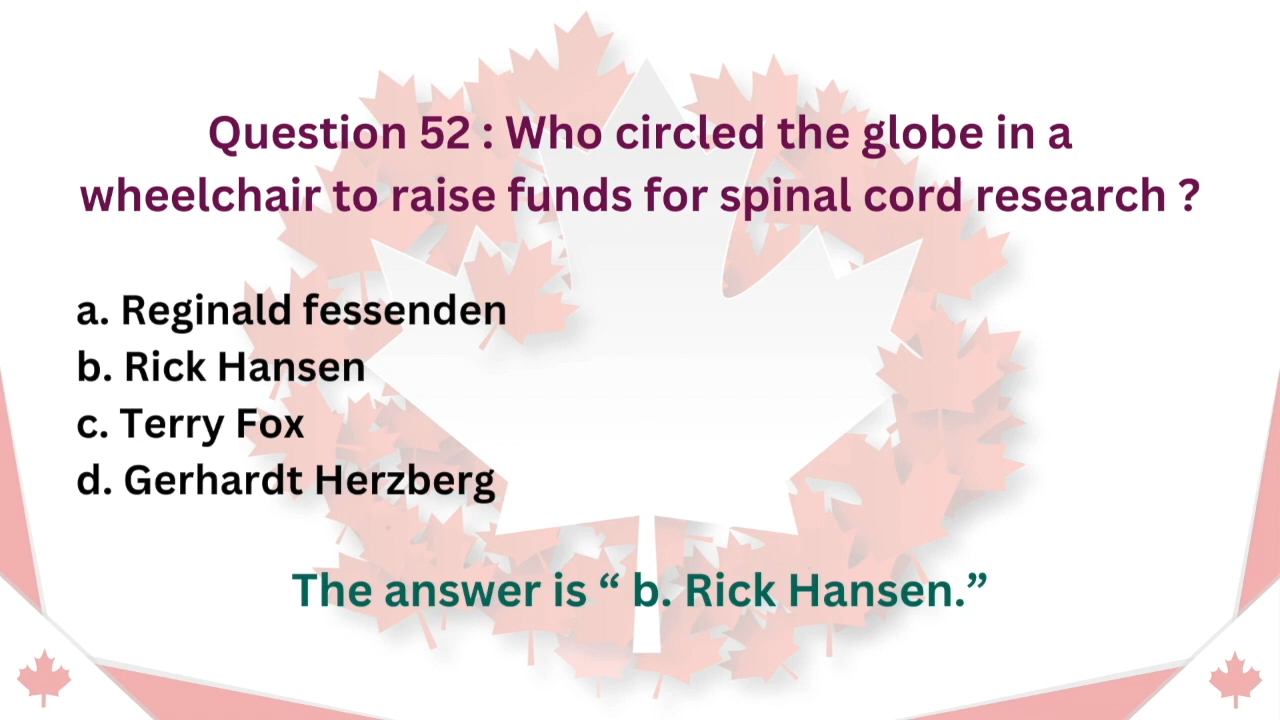 Question 52 : Who circled the globe in a
wheelchair to raise funds for spinal cord research ?
a. Reginald fessenden
b. Rick Hansen
c. Terry Fox
d. Gerhardt Herzberg
The answer is “ b. Rick Hansen.”